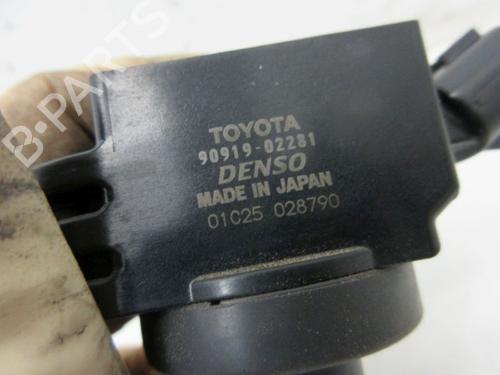 B-PARTS
TOYOTA
90919-02281
DENSO
MADE IN JAPAN
01C25 028790